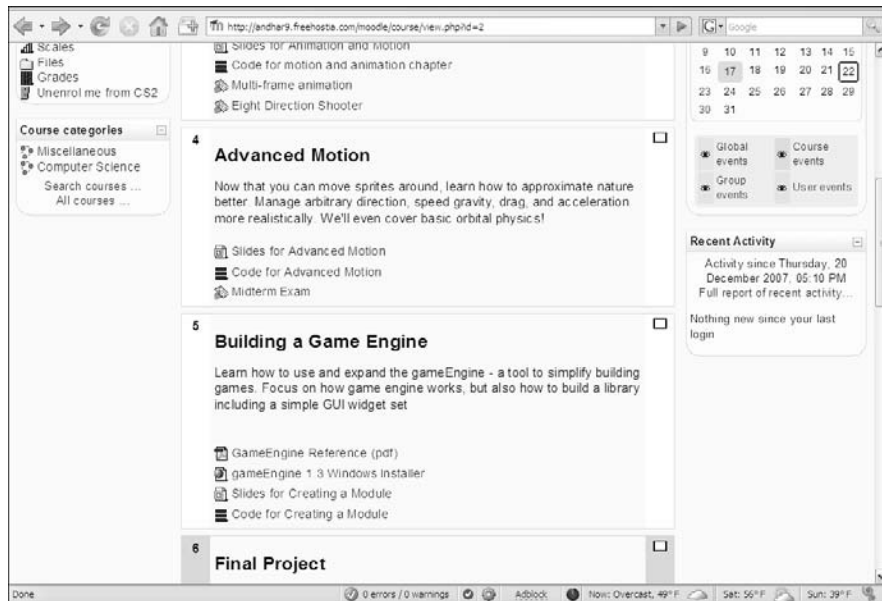 http://andhar9.freehostia.com/moodle/course/view.php?id=2
G
Google
Scales
Files
Grades
Unenrol me from CS2
Course categories
Miscellaneous
Computer Science
Search courses ...
All courses ...
Slides for Animation and Motion
Code for motion and animation chapter
Multi-frame animation
Eight Direction Shooter
4
Advanced Motion
Now that you can move sprites around, learn how to approximate nature
better. Manage arbitrary direction, speed gravity, drag, and acceleration
more realistically. We'll even cover basic orbital physics!
Slides for Advanced Motion
Code for Advanced Motion
Midterm Exam
5
Building a Game Engine
Learn how to use and expand the gameEngine - a tool to simplify building
games. Focus on how game engine works, but also how to build a library
including a simple GUI widget set
GameEngine Reference (pdf)
gameEngine 1 3 Windows Installer
Slides for Creating a Module
Code for Creating a Module
6
Final Project
9 10 11 12 13 14 15
16 17 18 19 20 21 22
23 24 25 26 27 28 29
30 31
Global events
Course events
Group events
User events
Recent Activity
Activity since Thursday, 20
December 2007, 05:10 PM
Full report of recent activity...
Nothing new since your last
login
Done
0 errors / 0 warnings
Adblock
Now: Overcast, 49° F
Sat: 56° F
Sun: 39° F